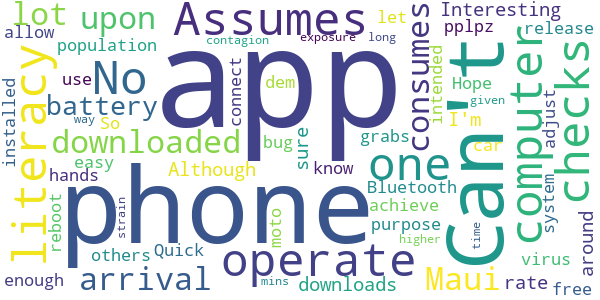 lot upon Assumes Interesting
allow let pplpz release
population contagion exposure long
app
No
literacy
use battery connect dem
consumes
intended
Can't
computer
checks
Hope I'm given
So way
downloaded bug sure grabs
adjust car
installed easy Although one
hands know Bluetooth
phone
achieve system
reboot strain moto purpose
others Quick operate higher time virus around
arrival mins downloads Maui rate free
enough